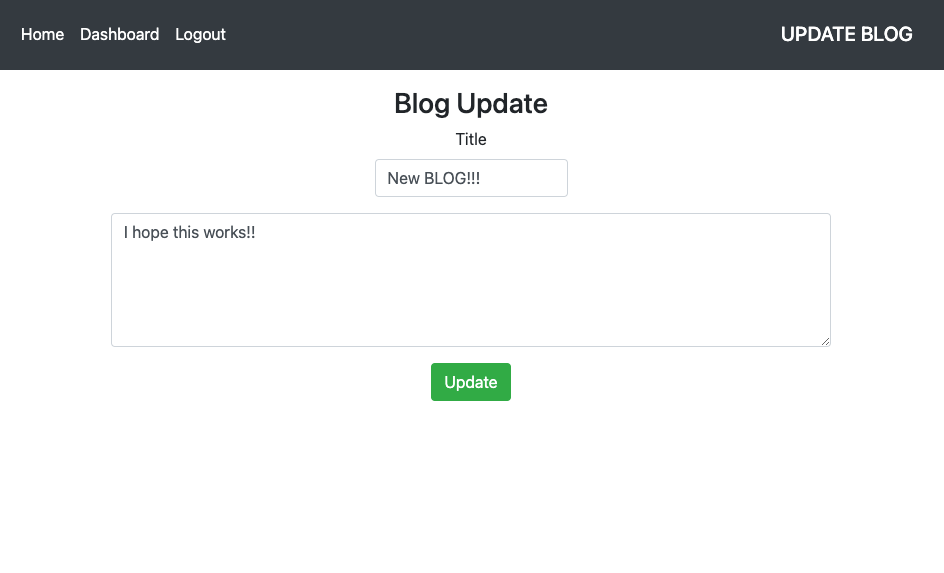 Home Dashboard Logout UPDATE BLOG
Blog Update
Title
New BLOG!!!
I hope this works!!
Update